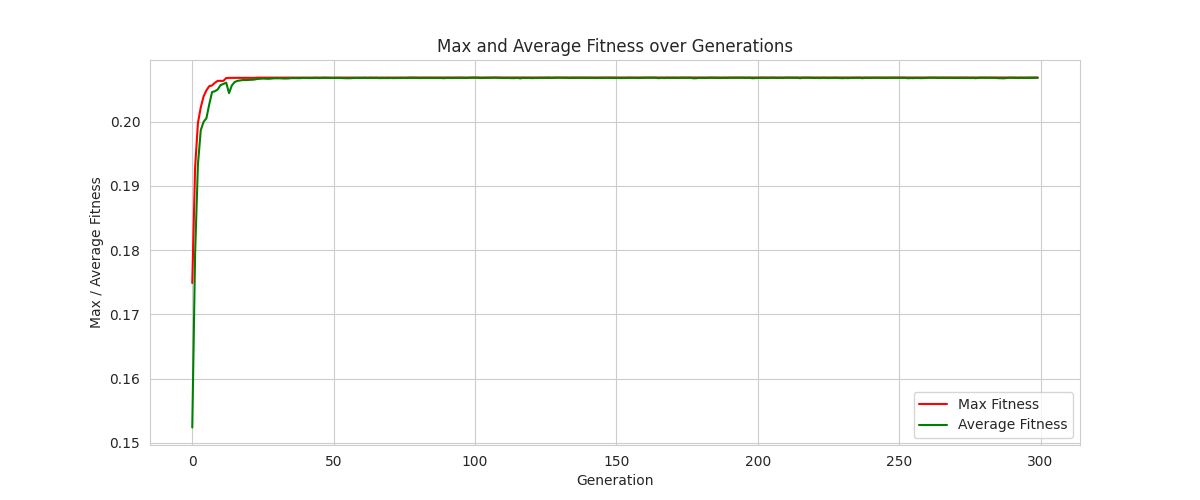 Max and Average Fitness over Generations
Max / Average Fitness
0.20
0.19
0.18
0.17
0.16
0.15
0
50
100
150
200
250
300
Generation
Max Fitness
Average Fitness